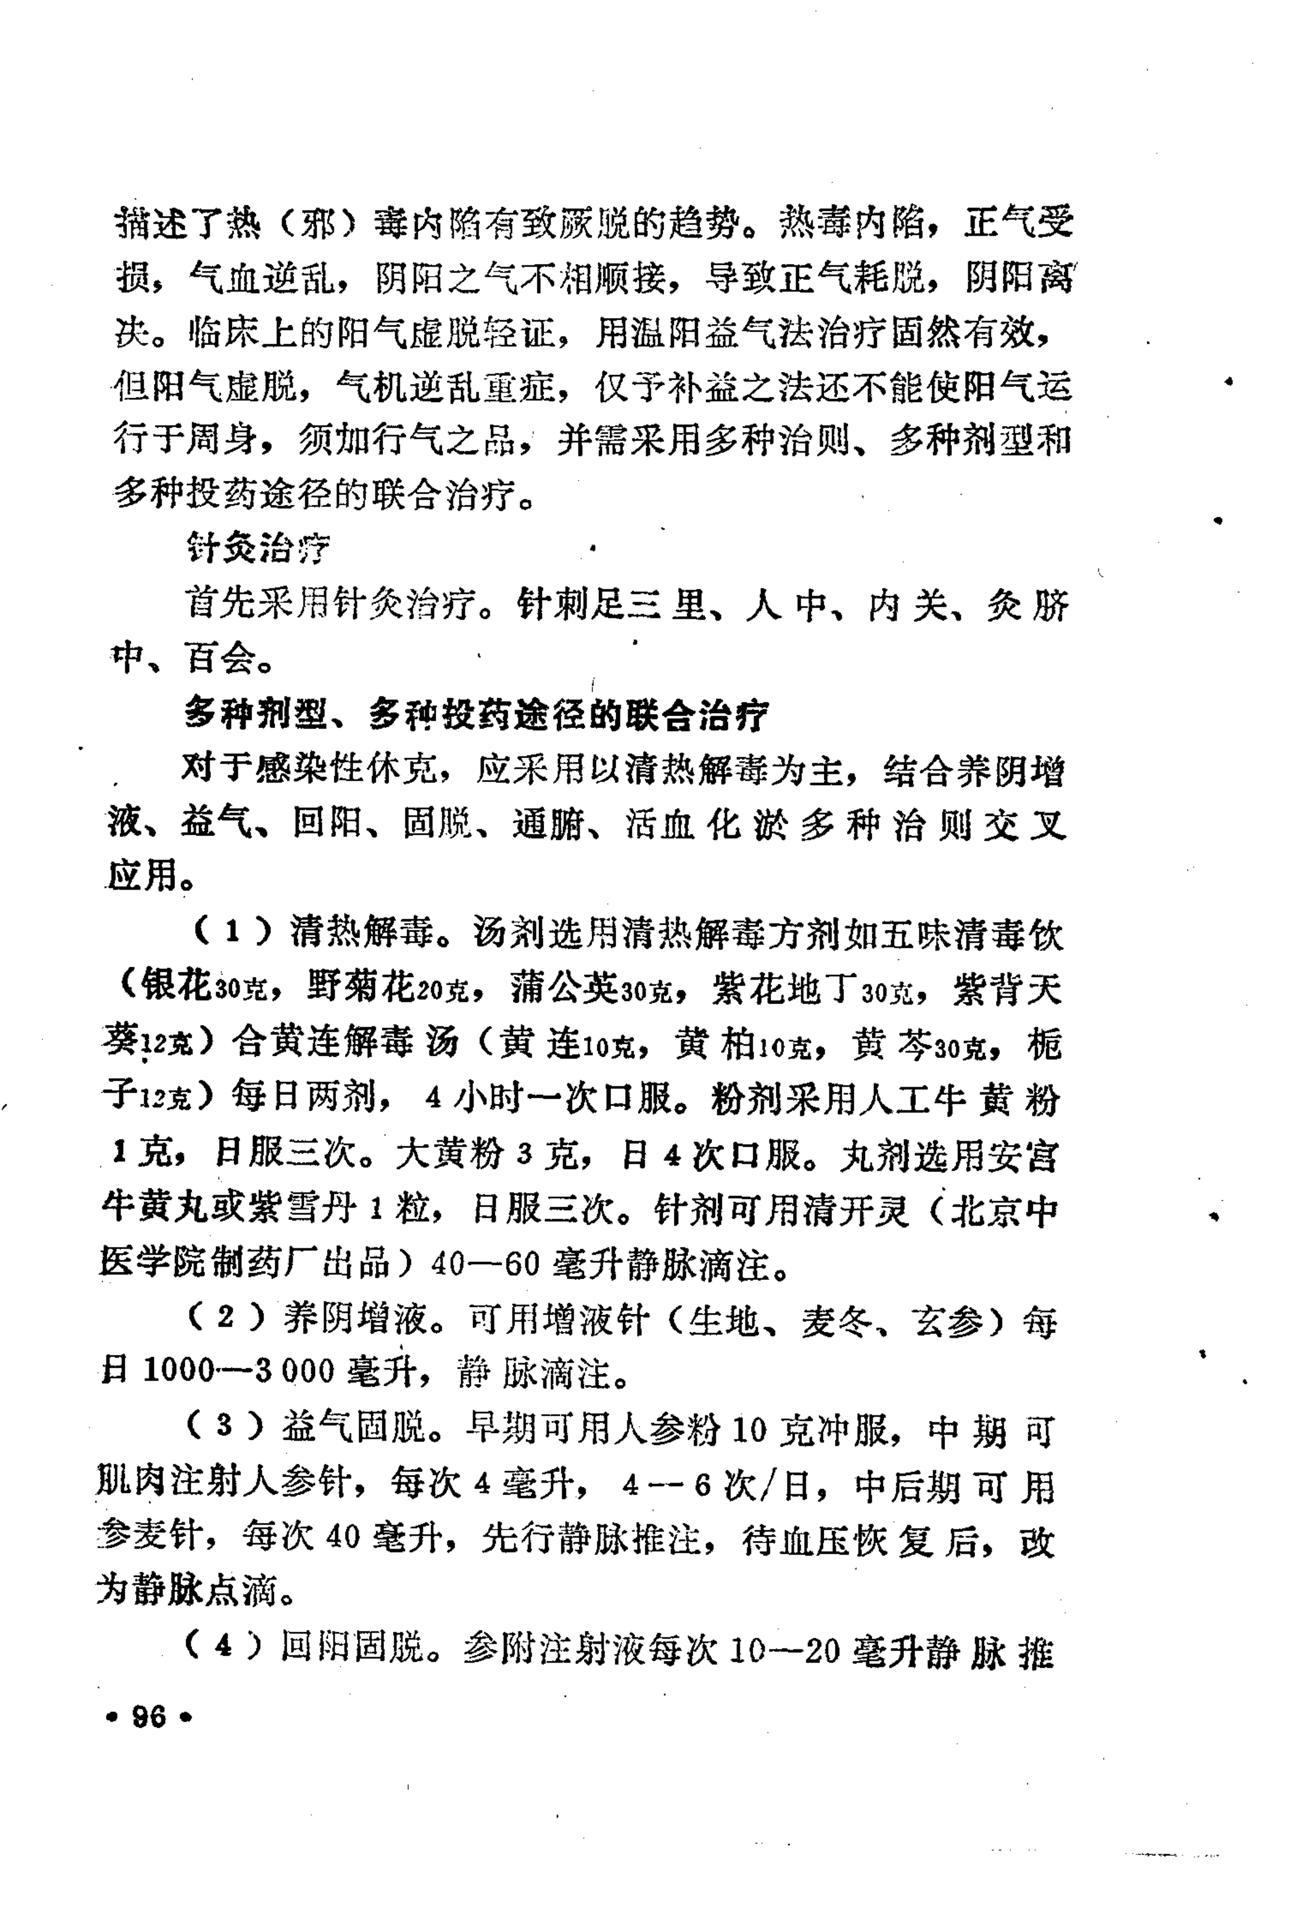 描述了热（邪）毒内陷有致厥脱的趋势。热毒内陷，正气受
损，气血逆乱，阴阳之气不相顺接，导致正气耗脱，阴阳离
决。临床上的阳气虚脱轻证，用温阳益气法治疗固然有效，
但阳气虚脱，气机逆乱重症，仅予补益之法还不能使阳气运
行于周身，须加行气之品，并需采用多种治则、多种剂型和
多种投药途径的联合治疗。
针灸治疗
首先采用针灸治疗。针刺足三里、人中、内关、灸脐
中、百会。
多种剂型、多种投药途径的联合治疗
对于感染性休克，应采用以清热解毒为主，结合养阴增
液、益气、回阳、固脱、通腑、活血化淤多种治则交叉
应用。
（1）清热解毒。汤剂选用清热解毒方剂如五味清毒饮
（银花30克，野菊花20克，蒲公英30克，紫花地丁30克，紫背天
葵12克）合黄连解毒汤（黄连10克，黄柏10克，黄芩30克，栀
子12克）每日两剂，4小时一次口服。粉剂采用人工牛黄粉
1克，日服三次。大黄粉3克，日4次口服。丸剂选用安宫
牛黄丸或紫雪丹1粒，日服三次。针剂可用清开灵（北京中
医学院制药厂出品）40—60毫升静脉滴注。
（2）养阴增液。可用增液针（生地、麦冬、玄参）每
日1000—3000毫升，静脉滴注。
（3）益气固脱。早期可用人参粉10克冲服，中期可
肌肉注射人参针，每次4毫升，4—6次/日，中后期可用
参麦针，每次40毫升，先行静脉推注，待血压恢复后，改
为静脉点滴。
（4）回阳固脱。参附注射液每次10—20毫升静脉推
•96•